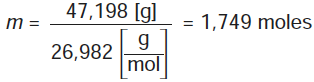 m = 47,198 [g] / 26,982 [g/mol] = 1,749 moles